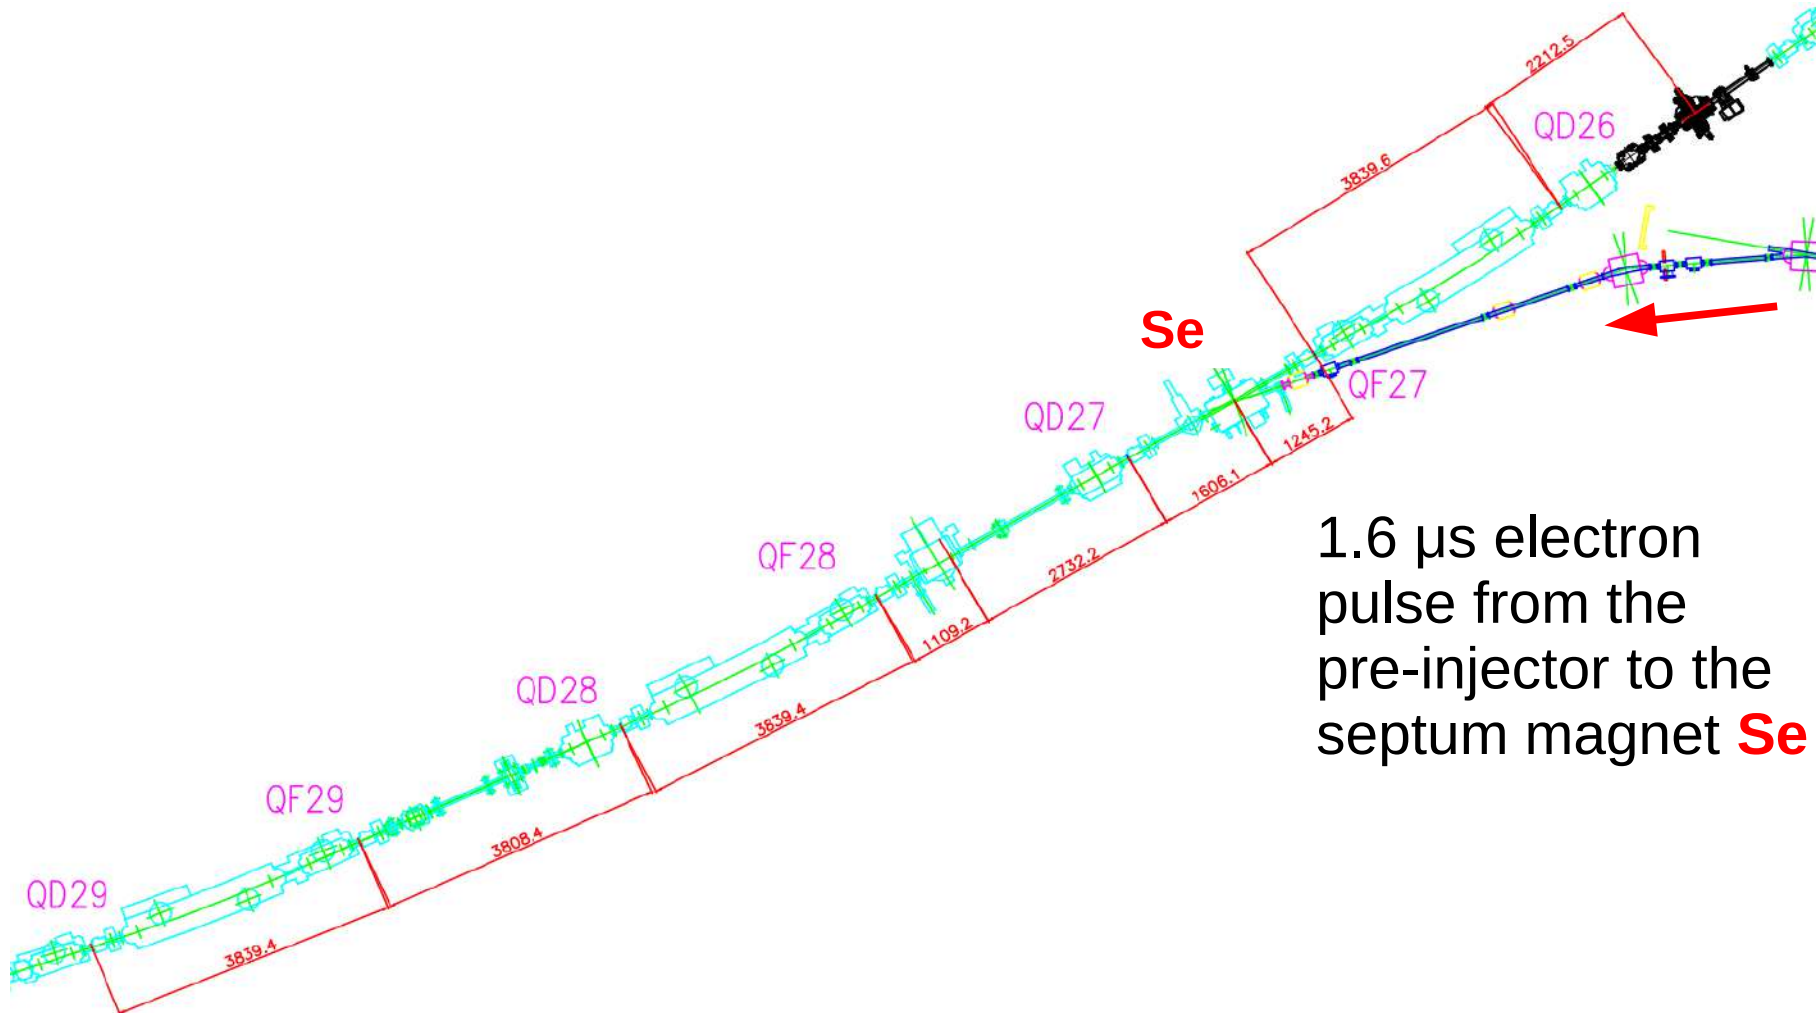 2212.5
QD26
3839.6
Se
QF27
QD27
1245.2
1606.1
1.6 µs electron
pulse from the
pre-injector to the
septum magnet Se
QF28
2732.2
1109.2
QD28
3839.4
QF29
3808.4
QD29
3839.4